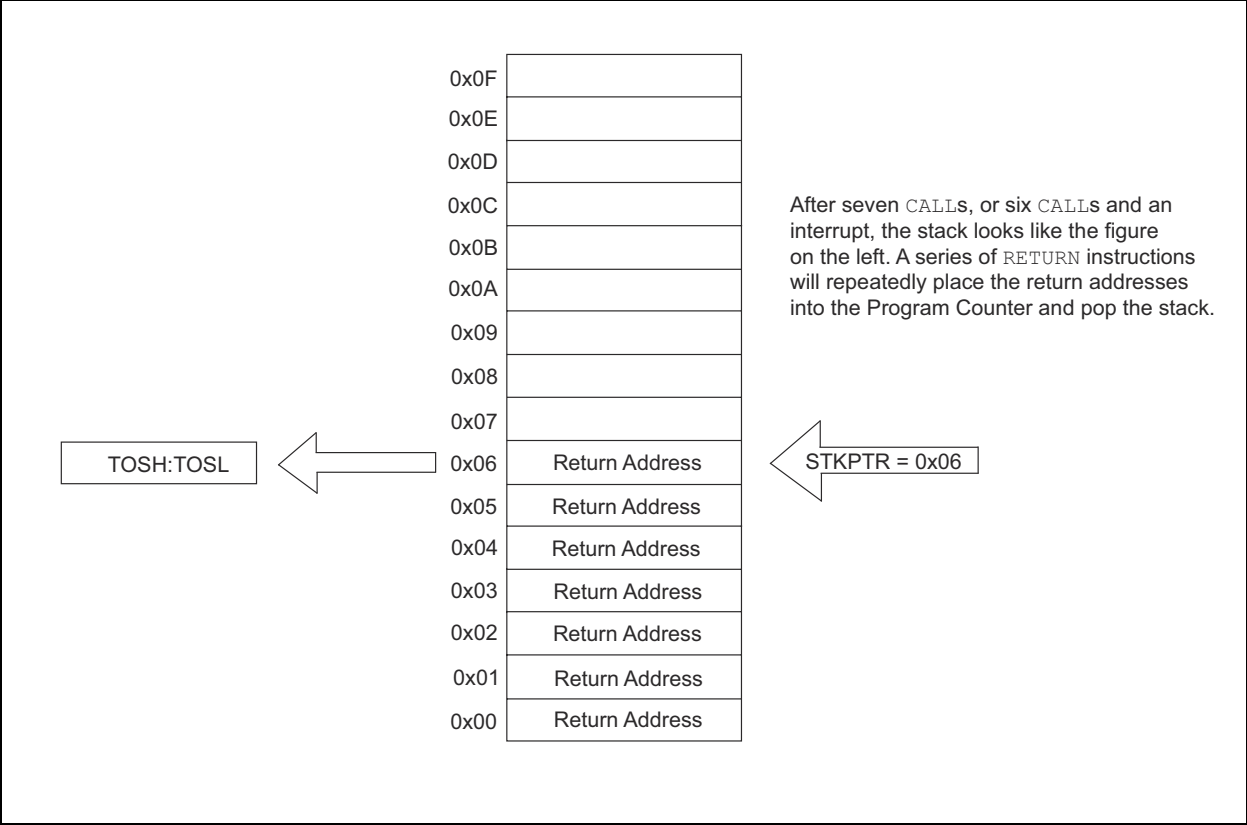 0x0F
0x0E
0x0D
0x0C
0x0B
0x0A
0x09
0x08
0x07
0x06 Return Address
0x05 Return Address
0x04 Return Address
0x03 Return Address
0x02 Return Address
0x01 Return Address
0x00 Return Address
TOSH:TOSL
STKPTR = 0x06
After seven CALLs, or six CALLs and an
interrupt, the stack looks like the figure
on the left. A series of RETURN instructions
will repeatedly place the return addresses
into the Program Counter and pop the stack.